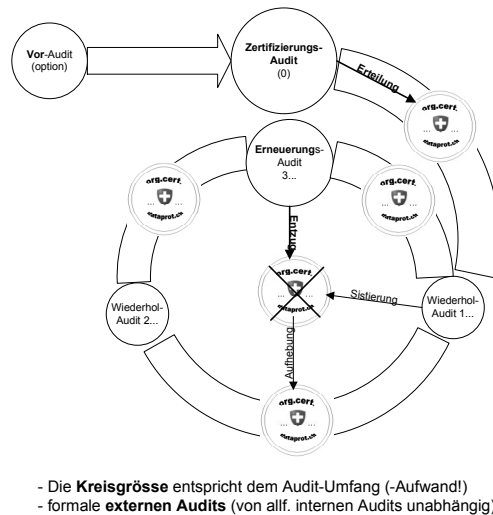 Vor-Audit
(option)
Zertifizierungs-
Audit
(0)
Erteilung
org.cert.
... ...
dataprot.ch
Erneuerungs-
Audit
3...
org.cert.
... ...
dataprot.ch
org.cert.
... ...
dataprot.ch
Entzug
org.cert.
... ...
dataprot.ch
Sistierung
Wiederhol-
Audit 2...
Wiederhol-
Audit 1...
Aufhebung
org.cert.
... ...
dataprot.ch
- Die Kreisgrösse entspricht dem Audit-Umfang (-Aufwand!)
- formale externen Audits (von allf. internen Audits unabhängig)